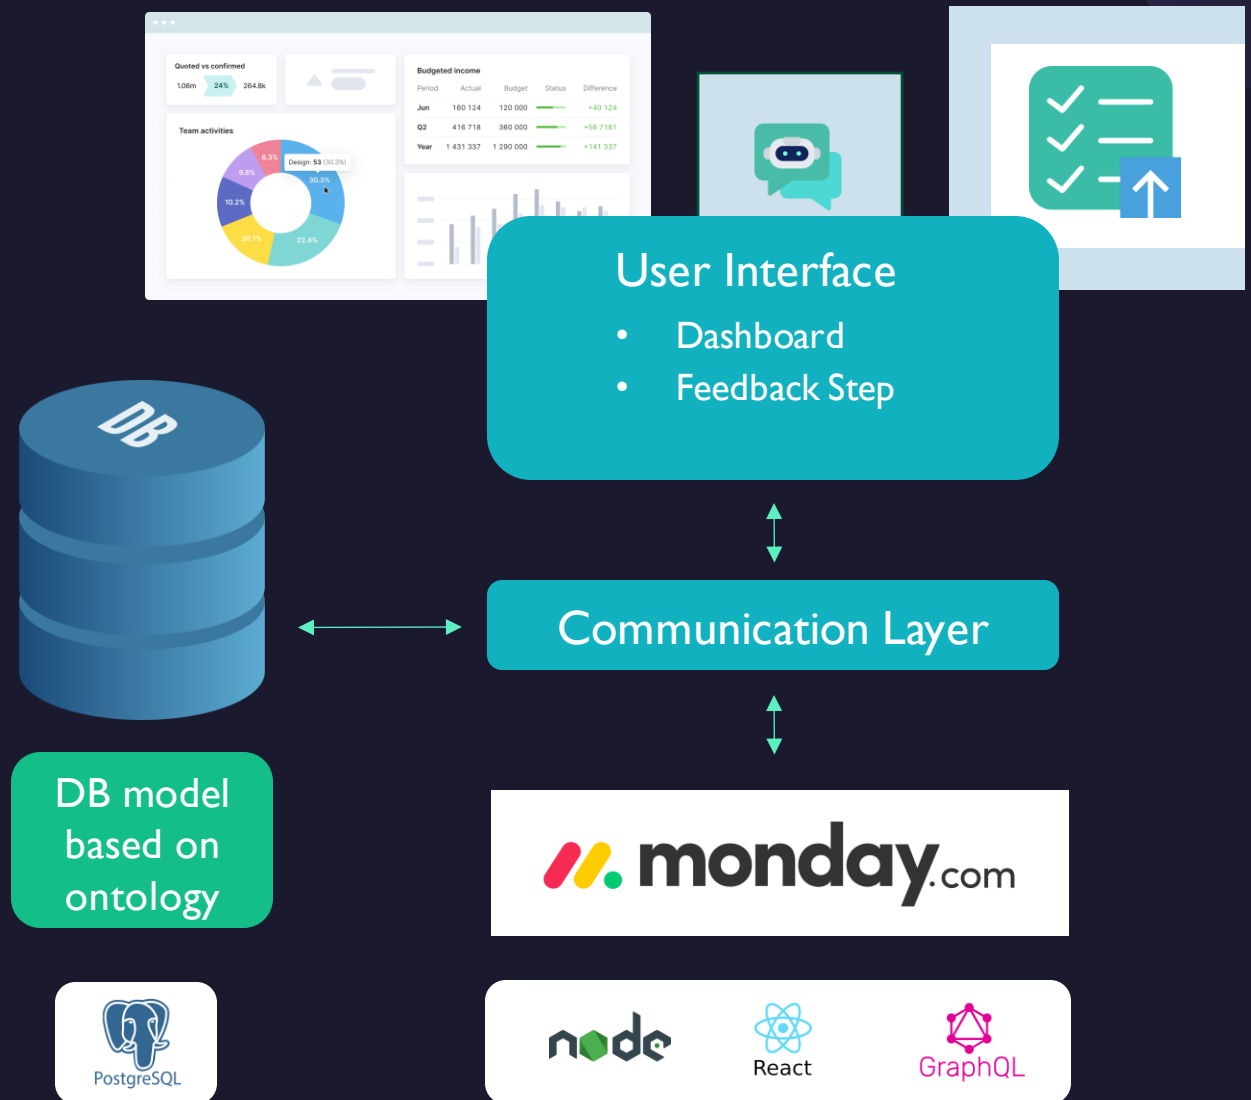 Quoted vs confirmed
1.06m 24% 264.8k
Budgeted income
Period Actual Budget Status Difference
Jun 160 124 120 000 +40 124
Q2 416 718 360 000 +56 7181
Year 1 431 337 1 290 000 +141 337
Team activities
6.3%
Design: 53 (30.3%)
9.8%
30.3%
10.2%
20.7%
22.4%
User Interface
• Dashboard
• Feedback Step
DB
Communication Layer
DB model
based on
ontology
monday.com
PostgreSQL
node
React
GraphQL